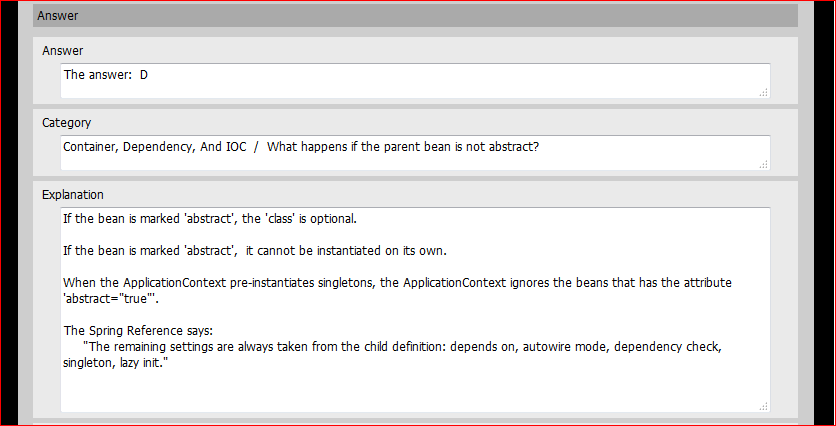 Answer
Answer
The answer:  D
Category
Container, Dependency, And IOC  /  What happens if the parent bean is not abstract?
Explanation
If the bean is marked 'abstract', the 'class' is optional.
If the bean is marked 'abstract',  it cannot be instantiated on its own.
When the ApplicationContext pre-instantiates singletons, the ApplicationContext ignores the beans that has the attribute
'abstract="true"'.
The Spring Reference says:
"The remaining settings are always taken from the child definition: depends on, autowire mode, dependency check,
singleton, lazy init."